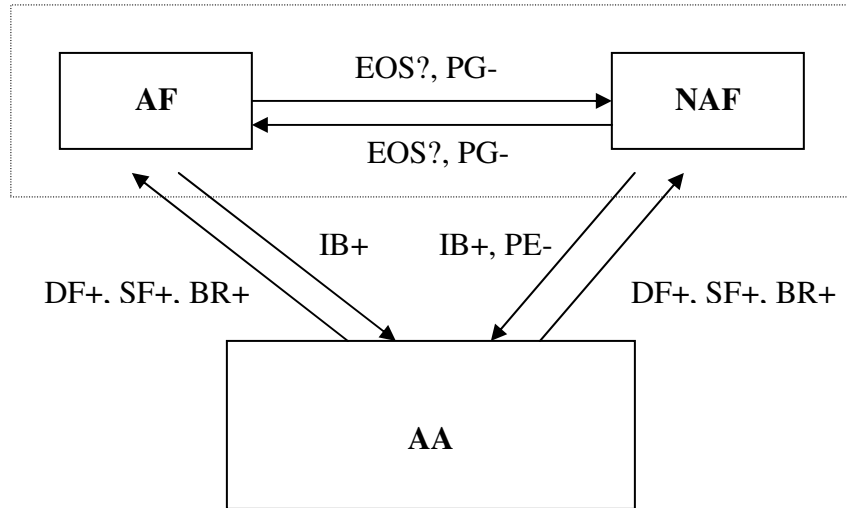 EOS?, PG-
AF
NAF
EOS?, PG-
IB+
IB+, PE-
DF+, SF+, BR+
DF+, SF+, BR+
AA